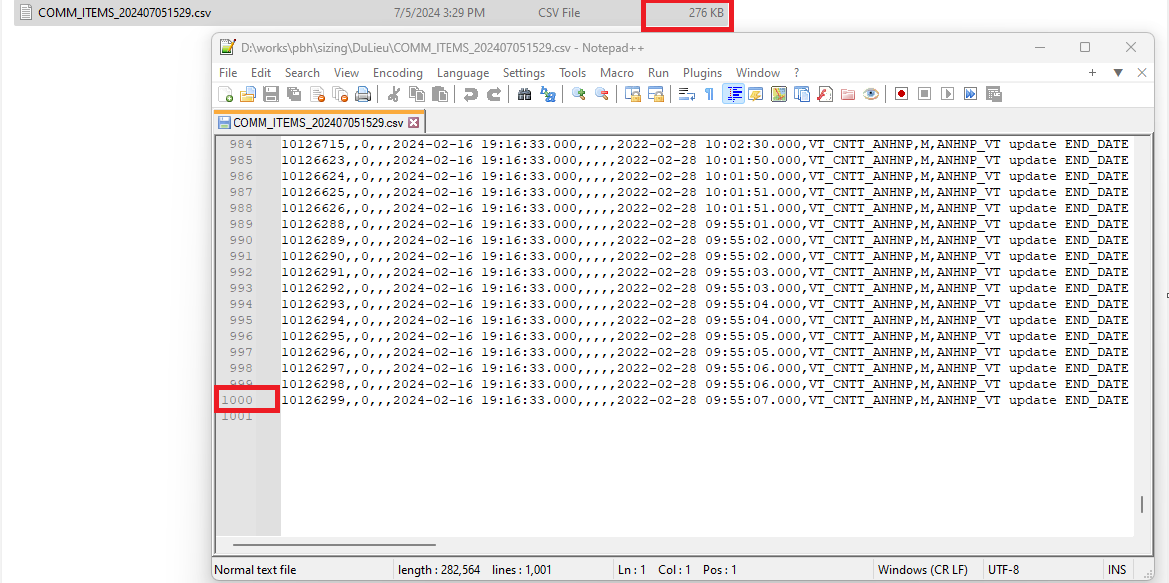 COMM_ITEMS_202407051529.csv 7/5/2024 3:29 PM CSV File 276 KB
D:\works\pbh\sizing\DuLieu\COMM_ITEMS_202407051529.csv - Notepad++
File Edit Search View Encoding Language Settings Tools Macro Run Plugins Window ?
COMM_ITEMS_202407051529.csv
984 10126715,,0,,,2024-02-16 19:16:33.000,,,,,2022-02-28 10:02:30.000,VT_CNTT_ANHNP,M,ANHNP_VT update END_DATE
985 10126623,,0,,,2024-02-16 19:16:33.000,,,,,2022-02-28 10:01:50.000,VT_CNTT_ANHNP,M,ANHNP_VT update END_DATE
986 10126624,,0,,,2024-02-16 19:16:33.000,,,,,2022-02-28 10:01:50.000,VT_CNTT_ANHNP,M,ANHNP_VT update END_DATE
987 10126625,,0,,,2024-02-16 19:16:33.000,,,,,2022-02-28 10:01:51.000,VT_CNTT_ANHNP,M,ANHNP_VT update END_DATE
988 10126626,,0,,,2024-02-16 19:16:33.000,,,,,2022-02-28 10:01:51.000,VT_CNTT_ANHNP,M,ANHNP_VT update END_DATE
989 10126288,,0,,,2024-02-16 19:16:33.000,,,,,2022-02-28 09:55:01.000,VT_CNTT_ANHNP,M,ANHNP_VT update END_DATE
990 10126289,,0,,,2024-02-16 19:16:33.000,,,,,2022-02-28 09:55:02.000,VT_CNTT_ANHNP,M,ANHNP_VT update END_DATE
991 10126290,,0,,,2024-02-16 19:16:33.000,,,,,2022-02-28 09:55:02.000,VT_CNTT_ANHNP,M,ANHNP_VT update END_DATE
992 10126291,,0,,,2024-02-16 19:16:33.000,,,,,2022-02-28 09:55:03.000,VT_CNTT_ANHNP,M,ANHNP_VT update END_DATE
993 10126292,,0,,,2024-02-16 19:16:33.000,,,,,2022-02-28 09:55:03.000,VT_CNTT_ANHNP,M,ANHNP_VT update END_DATE
994 10126293,,0,,,2024-02-16 19:16:33.000,,,,,2022-02-28 09:55:04.000,VT_CNTT_ANHNP,M,ANHNP_VT update END_DATE
995 10126294,,0,,,2024-02-16 19:16:33.000,,,,,2022-02-28 09:55:04.000,VT_CNTT_ANHNP,M,ANHNP_VT update END_DATE
996 10126295,,0,,,2024-02-16 19:16:33.000,,,,,2022-02-28 09:55:05.000,VT_CNTT_ANHNP,M,ANHNP_VT update END_DATE
997 10126296,,0,,,2024-02-16 19:16:33.000,,,,,2022-02-28 09:55:05.000,VT_CNTT_ANHNP,M,ANHNP_VT update END_DATE
998 10126297,,0,,,2024-02-16 19:16:33.000,,,,,2022-02-28 09:55:06.000,VT_CNTT_ANHNP,M,ANHNP_VT update END_DATE
999 10126298,,0,,,2024-02-16 19:16:33.000,,,,,2022-02-28 09:55:06.000,VT_CNTT_ANHNP,M,ANHNP_VT update END_DATE
1000 10126299,,0,,,2024-02-16 19:16:33.000,,,,,2022-02-28 09:55:07.000,VT_CNTT_ANHNP,M,ANHNP_VT update END_DATE
1001
Normal text file length : 282,564 lines : 1,001 Ln : 1 Col : 1 Pos : 1 Windows (CR LF) UTF-8 INS